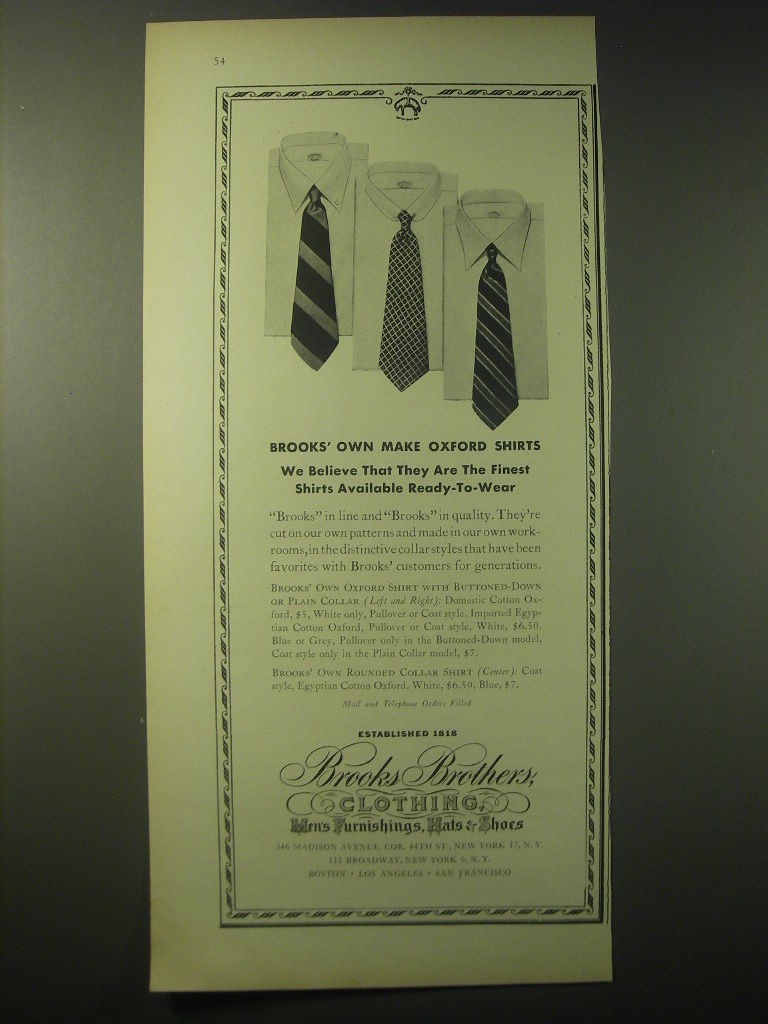 54
BROOKS' OWN MAKE OXFORD SHIRTS
We Believe That They Are The Finest
Shirts Available Ready-To-Wear
"Brooks" in line and "Brooks" in quality. They're
cut on our own patterns and made in our own work-
rooms, in the distinctive collar styles that have been
favorites with Brooks' customers for generations.
BROOKS' OWN OXFORD SHIRT WITH BUTTONED-DOWN
OR PLAIN COLLAR (Left and Right): Domestic Cotton Ox-
ford, $5, White only, Pullover or Coat style, Imported Egyp-
tian Cotton Oxford, Pullover or Coat style, White, $6.50.
Blue or Grey, Pullover only in the Buttoned-Down model,
Coat style only in the Plain Collar model, $7.
BROOKS' OWN ROUNDED COLLAR SHIRT (Center): Coat
style, Egyptian Cotton Oxford. White, $6.50, Blue, $7.
Mail and Telephone Orders Filled
ESTABLISHED 1818
Brooks Brothers,
CLOTHING,
Men's Furnishings, Hats & Shoes
346 MADISON AVENUE, COR. 44TH ST., NEW YORK 17, N. Y.
111 BROADWAY, NEW YORK 6, N. Y.
BOSTON • LOS ANGELES • SAN FRANCISCO